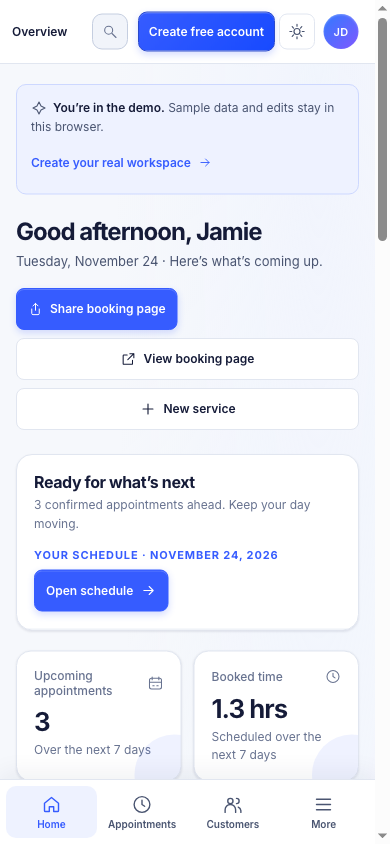 Overview
Create free account
JD
You’re in the demo. Sample data and edits stay in
this browser.
Create your real workspace
Good afternoon, Jamie
Tuesday, November 24 · Here’s what’s coming up.
Share booking page
View booking page
New service
Ready for what’s next
3 confirmed appointments ahead. Keep your day
moving.
YOUR SCHEDULE · NOVEMBER 24, 2026
Open schedule
Upcoming
appointments
3
Over the next 7 days
Booked time
1.3 hrs
Scheduled over the
next 7 days
Home
Appointments
Customers
More